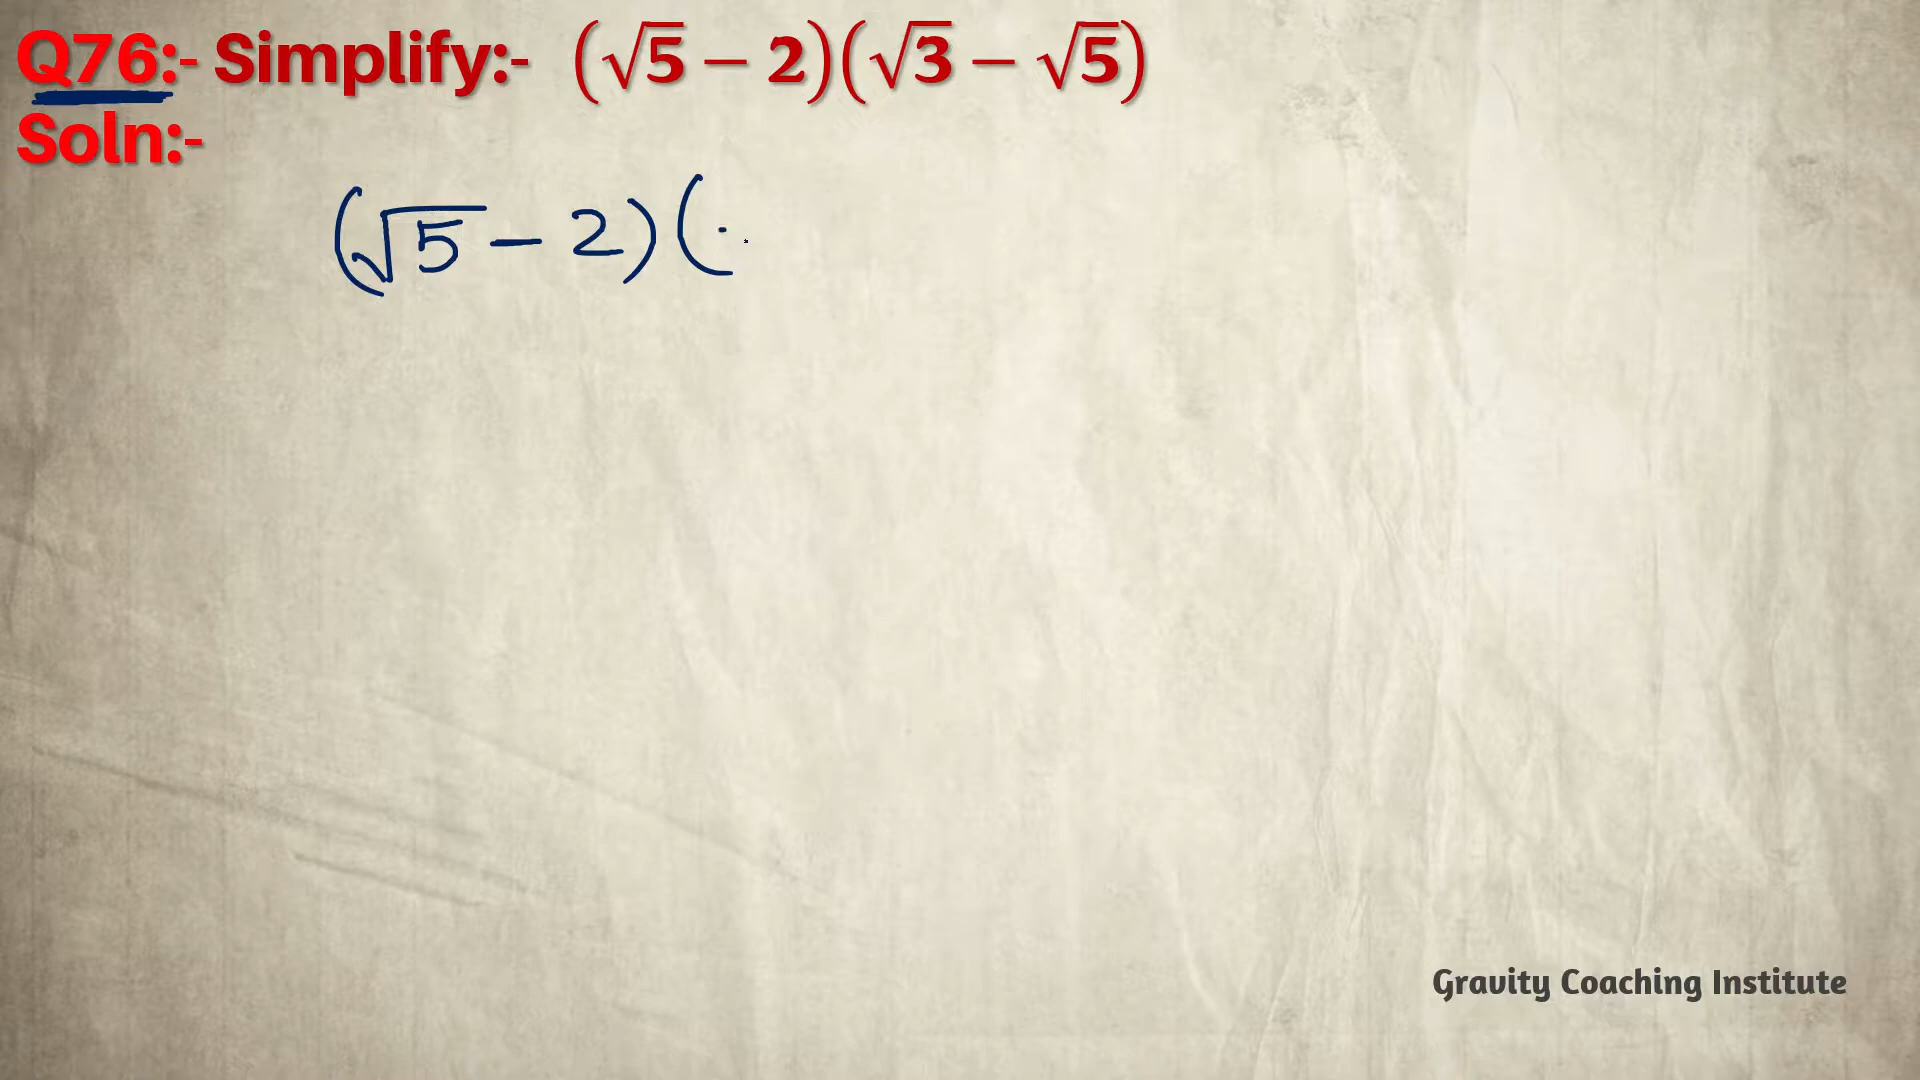 Q76:- Simplify:- (√5 − 2)(√3 − √5)
Soln:-
(√5 − 2)(
Gravity Coaching Institute